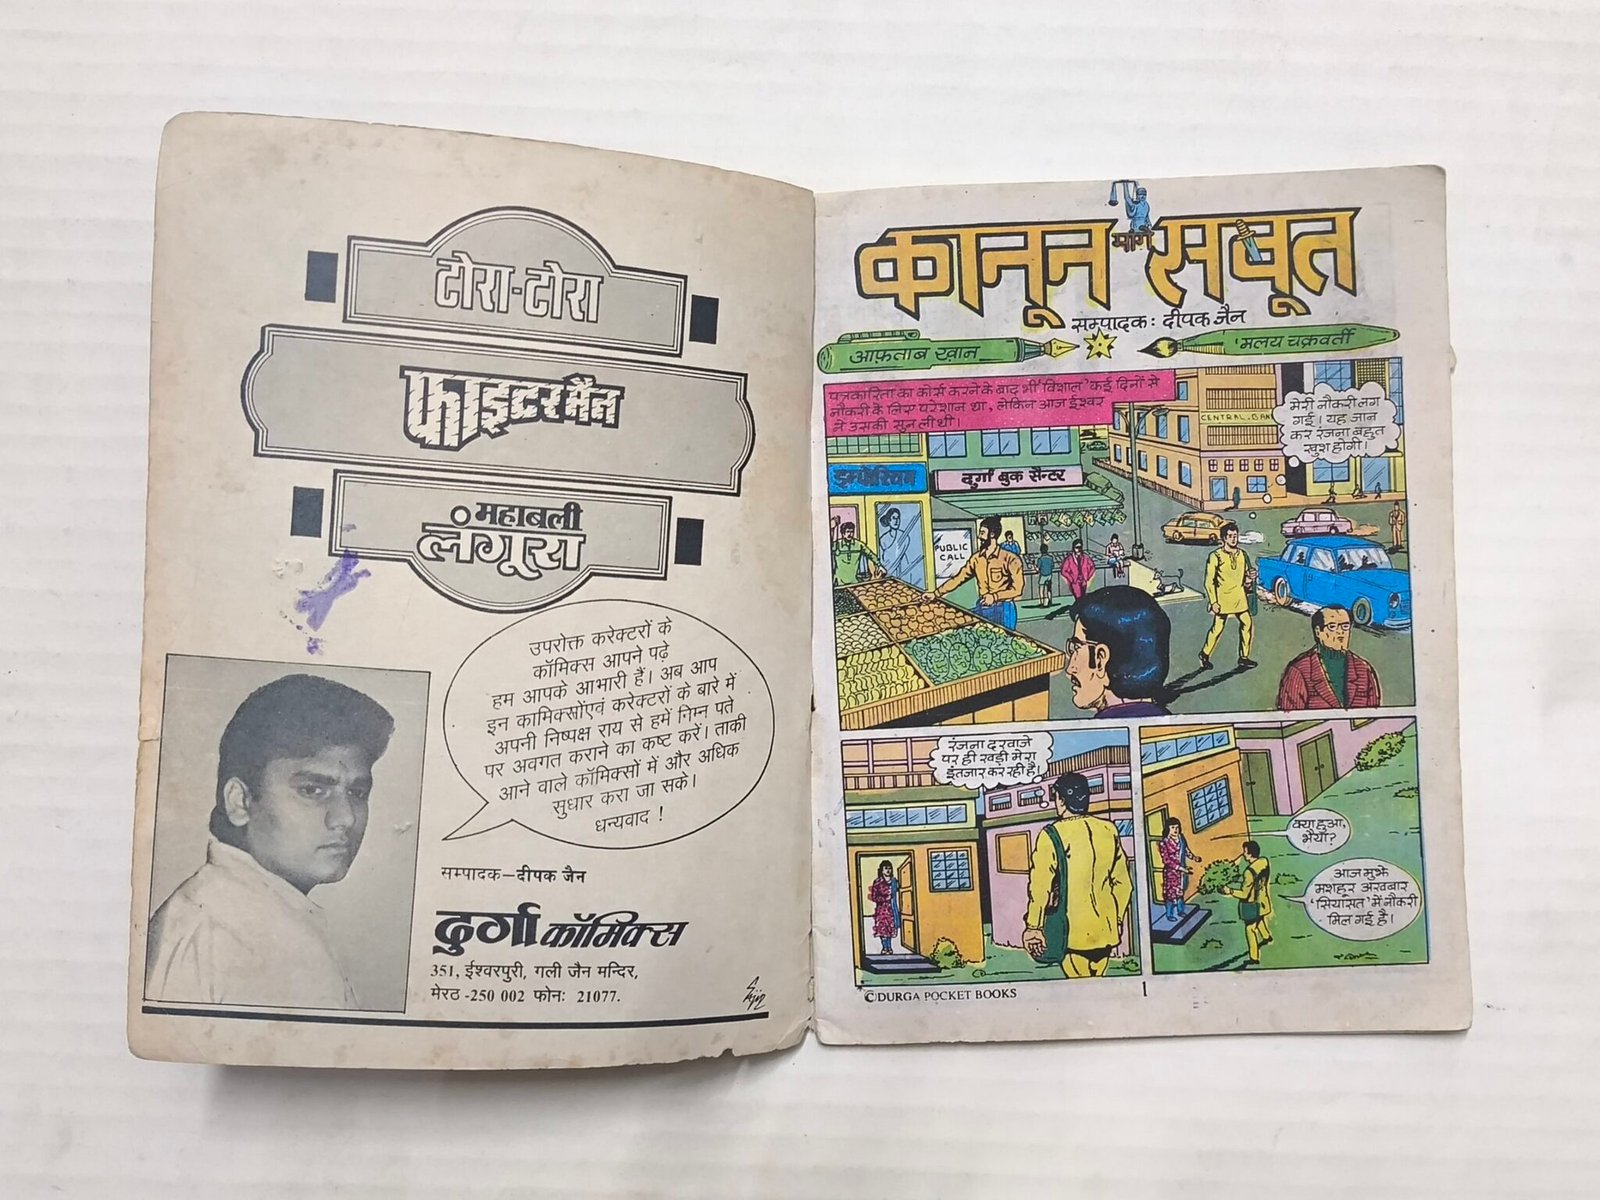 टोरा-टोरा
फ्राइटरमैन
महाबली
लंगूरा
उपरोक्त करेक्टरों के
कॉमिक्स आपने पढ़े
हम आपके आभारी हैं। अब आप
इन कामिक्सोंएवं करेक्टरों के बारे में
अपनी निष्पक्ष राय से हमें निम्न पते
पर अवगत कराने का कष्ट करें। ताकी
आने वाले कॉमिक्सों में और अधिक
सुधार करा जा सके।
धन्यवाद !
सम्पादक—दीपक जैन
दुर्गा कॉमिक्स
351, ईश्वरपुरी, गली जैन मन्दिर,
मेरठ -250 002 फोनः 21077.
कानून मांगे सबूत
सम्पादक: दीपक जैन
आफ़ताब खान
मलय चक्रवर्ती
पत्रकारिता का कोर्स करने के बाद भी 'विशाल' कई दिनों से
नौकरी के लिए परेशान था, लेकिन आज ईश्वर
ने उसकी सुन ली थी।
मेरी नौकरी लग
गई। यह जान
कर रंजना बहुत
खुश होगी।
CENTRAL BANK
इम्पोरियम
दुर्गा बुक सैन्टर
PUBLIC
CALL
रंजना दरवाजे
पर ही खड़ी मेरा
इंतजार कर रही है।
क्या हुआ,
भैया?
आज मुझे
मशहूर अखबार
'सियासत' में नौकरी
मिल गई है।
©DURGA POCKET BOOKS
1